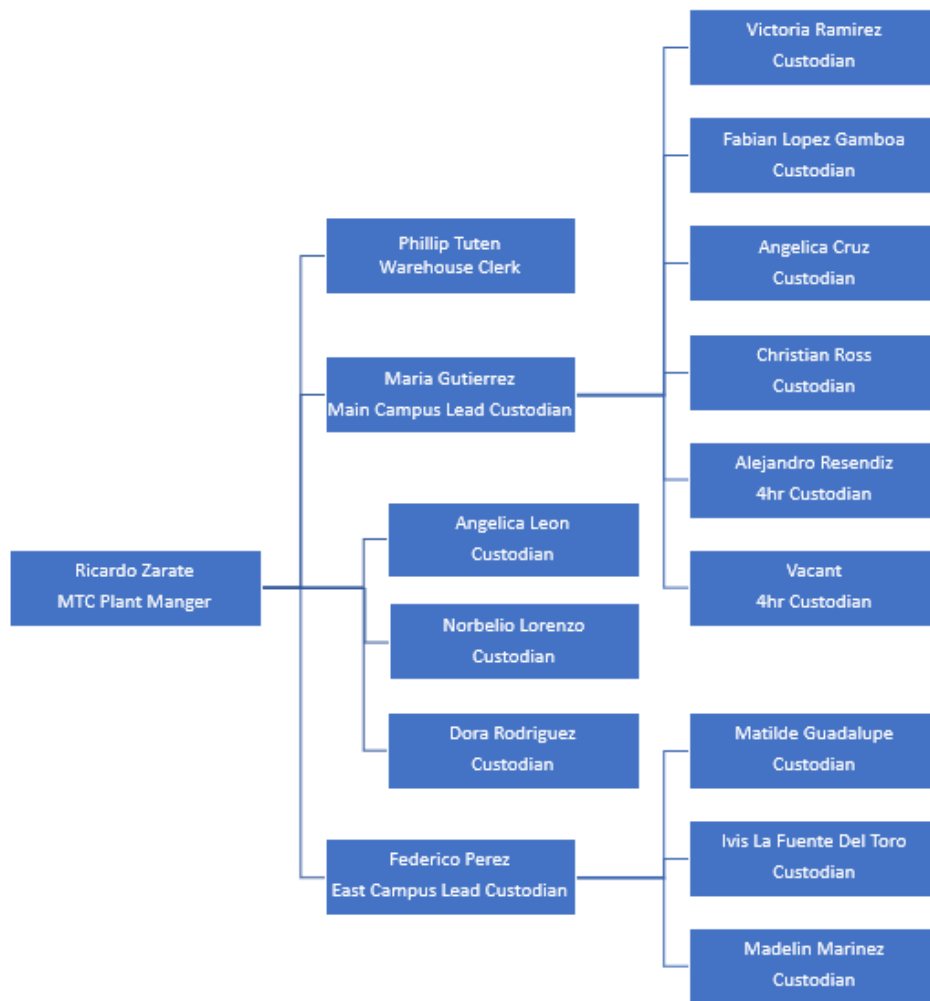 Victoria Ramirez
Custodian
Fabian Lopez Gamboa
Custodian
Angelica Cruz
Custodian
Christian Ross
Custodian
Alejandro Resendiz
4hr Custodian
Vacant
4hr Custodian
Phillip Tuten
Warehouse Clerk
Maria Gutierrez
Main Campus Lead Custodian
Angelica Leon
Custodian
Ricardo Zarate
MTC Plant Manger
Norbelio Lorenzo
Custodian
Dora Rodriguez
Custodian
Federico Perez
East Campus Lead Custodian
Matilde Guadalupe
Custodian
Ivis La Fuente Del Toro
Custodian
Madelin Marinez
Custodian